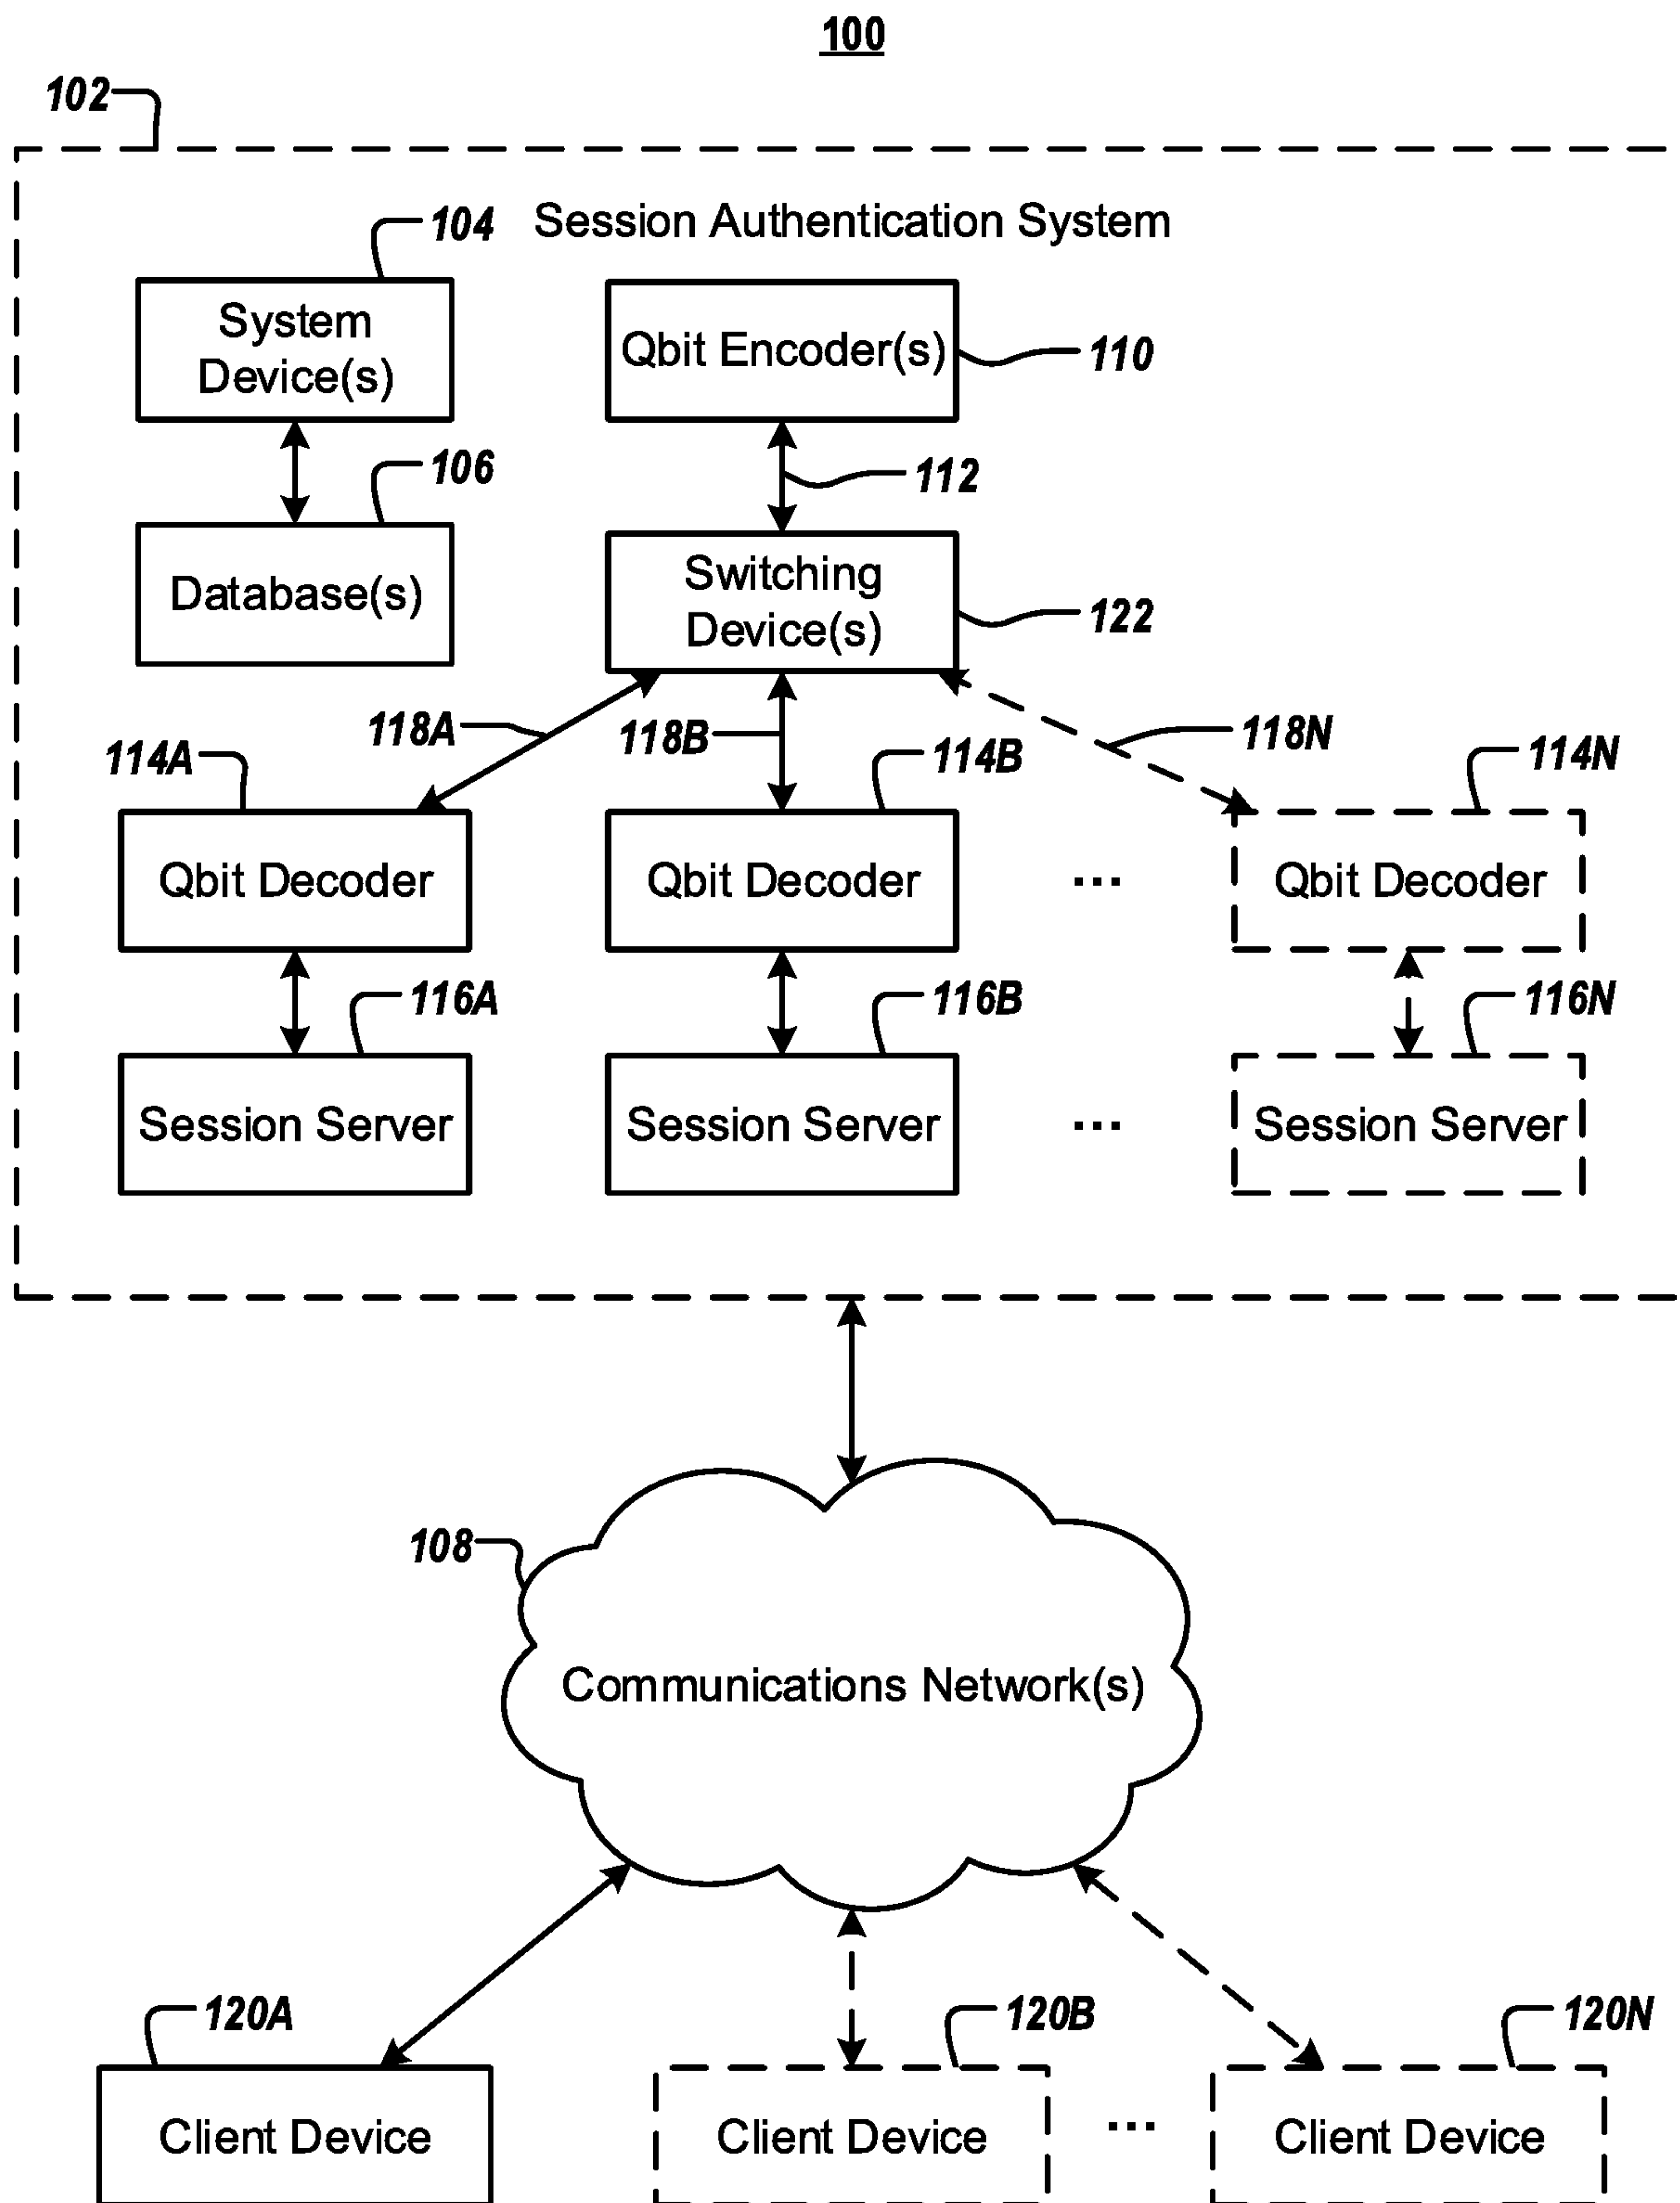 100
102
104
Session Authentication System
System
Device(s)
Qbit Encoder(s)
110
106
112
Database(s)
Switching
Device(s)
122
118A
118B
118N
114A
114B
114N
Qbit Decoder
Qbit Decoder
...
Qbit Decoder
116A
116B
116N
Session Server
Session Server
...
Session Server
108
Communications Network(s)
120A
120B
120N
Client Device
Client Device
...
Client Device